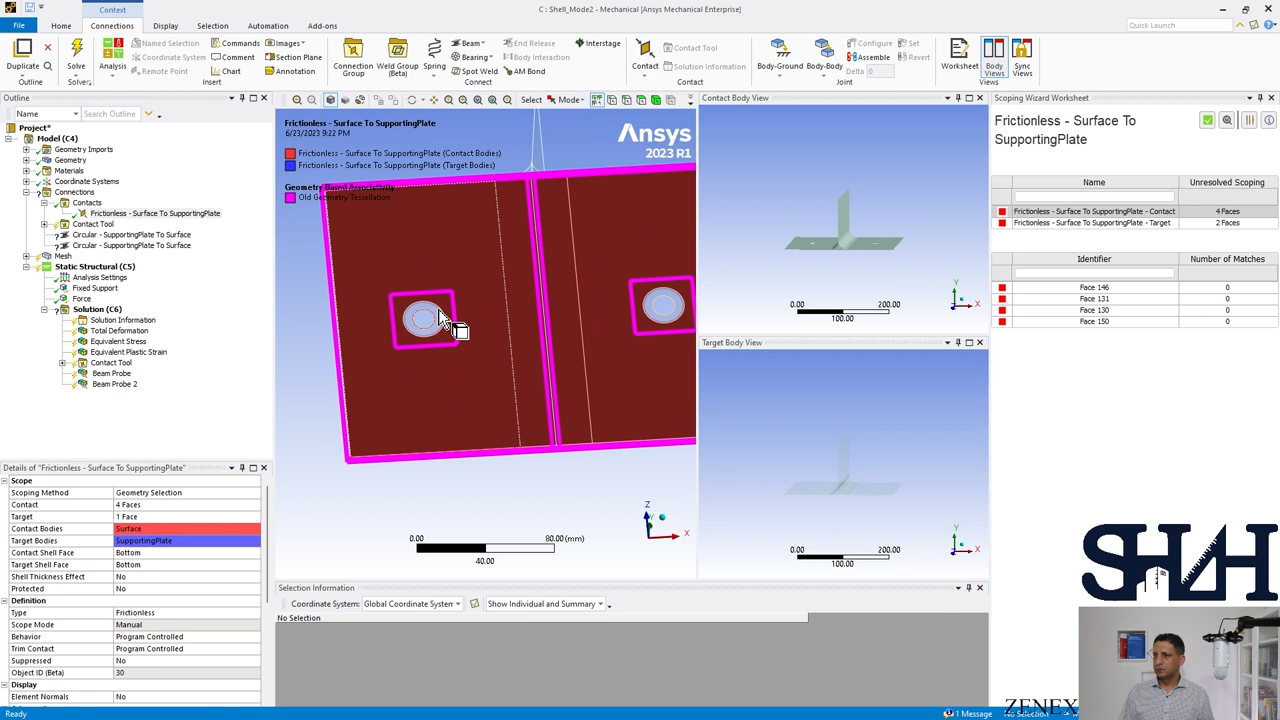 Context
C : Shell_Mode2 - Mechanical [Ansys Mechanical Enterprise]
File
Home
Connections
Display
Selection
Automation
Add-ons
Quick Launch
Duplicate
Outline
Solve
Solver
Analysis
Named Selection
Coordinate System
Remote Point
Commands
Comment
Chart
Images
Section Plane
Annotations
Insert
Connection Group
Weld Group (Beta)
Spring
Beam
Bearing
Spot Weld
End Release
Body Interaction
AM Bond
Interstage
Connect
Contact
Contact Tool
Solution Information
Contact
Body-Ground
Body-Body
Configure
Set
Assemble
Revert
Delta
0
Joint
Worksheet
Body Views
Sync Views
Views
Outline
Name
Search Outline
Project*
Model (C4)
Geometry Imports
Geometry
Materials
Coordinate Systems
Connections
Contacts
Frictionless - Surface To SupportingPlate
Contact Tool
Circular - SupportingPlate To Surface
Circular - SupportingPlate To Surface
Mesh
Static Structural (C5)
Analysis Settings
Fixed Support
Force
Solution (C6)
Solution Information
Total Deformation
Equivalent Stress
Equivalent Plastic Strain
Contact Tool
Beam Probe
Beam Probe 2
Details of "Frictionless - Surface To SupportingPlate"
Scope
Scoping Method Geometry Selection
Contact 4 Faces
Target 1 Face
Contact Bodies Surface
Target Bodies SupportingPlate
Contact Shell Face Bottom
Target Shell Face Bottom
Shell Thickness Effect No
Protected No
Definition
Type Frictionless
Scope Mode Manual
Behavior Program Controlled
Trim Contact Program Controlled
Suppressed No
Object ID (Beta) 30
Display
Element Normals No
Select
Mode
Frictionless - Surface To SupportingPlate
6/23/2023 9:22 PM
Frictionless - Surface To SupportingPlate (Contact Bodies)
Frictionless - Surface To SupportingPlate (Target Bodies)
Geometry Based Associativity
Old Geometry Tessellation
Ansys
2023 R1
0.00
80.00 (mm)
40.00
Z
Y
X
Contact Body View
0.00
200.00
100.00
Y
X
Target Body View
0.00
200.00
100.00
Y
X
Selection Information
Coordinate System: Global Coordinate System
Show Individual and Summary
No Selection
Scoping Wizard Worksheet
Frictionless - Surface To
SupportingPlate
Name Unresolved Scoping
Frictionless - Surface To SupportingPlate - Contact 4 Faces
Frictionless - Surface To SupportingPlate - Target 2 Faces
Identifier Number of Matches
Face 146 0
Face 131 0
Face 130 0
Face 150 0
ZENEX
Ready
1 Message
No Selection